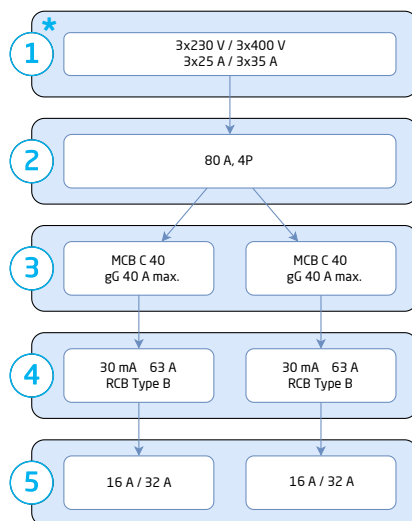 *
1
3x230 V / 3x400 V
3x25 A / 3x35 A
2
80 A, 4P
3
MCB C 40
gG 40 A max.
MCB C 40
gG 40 A max.
4
30 mA 63 A
RCB Type B
30 mA 63 A
RCB Type B
5
16 A / 32 A
16 A / 32 A